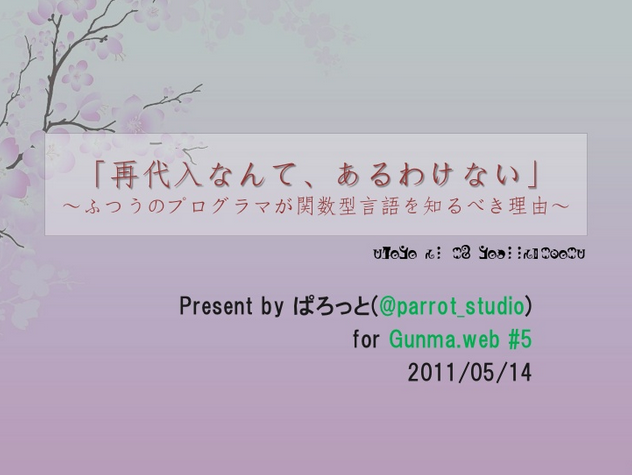 「再代入なんて、あるわけない」
～ふつうのプログラマが関数型言語を知るべき理由～
Present by ぱろっと(@parrot_studio)
for Gunma.web #5
2011/05/14